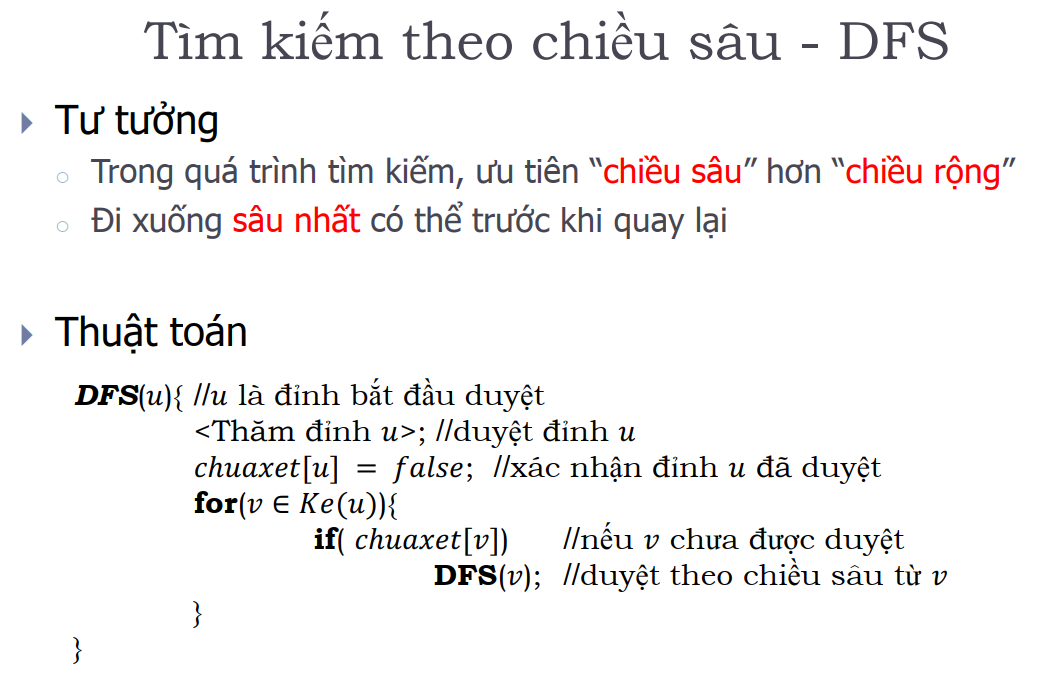 Tìm kiếm theo chiều sâu - DFS
Tư tưởng
Trong quá trình tìm kiếm, ưu tiên “chiều sâu” hơn “chiều rộng”
Đi xuống sâu nhất có thể trước khi quay lại
Thuật toán
DFS(u){ //u là đỉnh bắt đầu duyệt
<Thăm đỉnh u>; //duyệt đỉnh u
chuaxet[u] = false; //xác nhận đỉnh u đã duyệt
for(v ∈ Ke(u)){
if( chuaxet[v]) //nếu v chưa được duyệt
DFS(v); //duyệt theo chiều sâu từ v
}
}